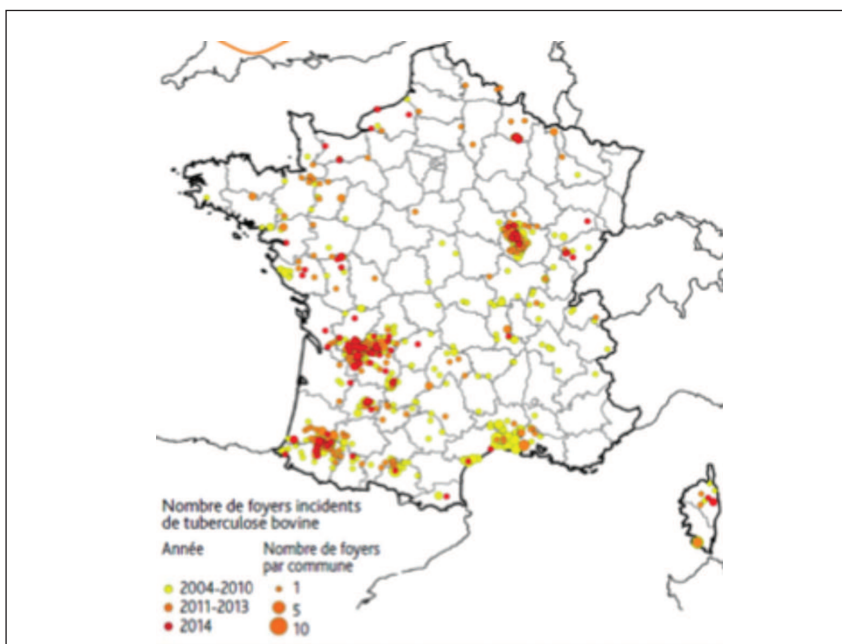 Nombre de foyers incidents
de tuberculose bovine
Année
2004-2010
2011-2013
2014
Nombre de foyers
par commune
1
5
10